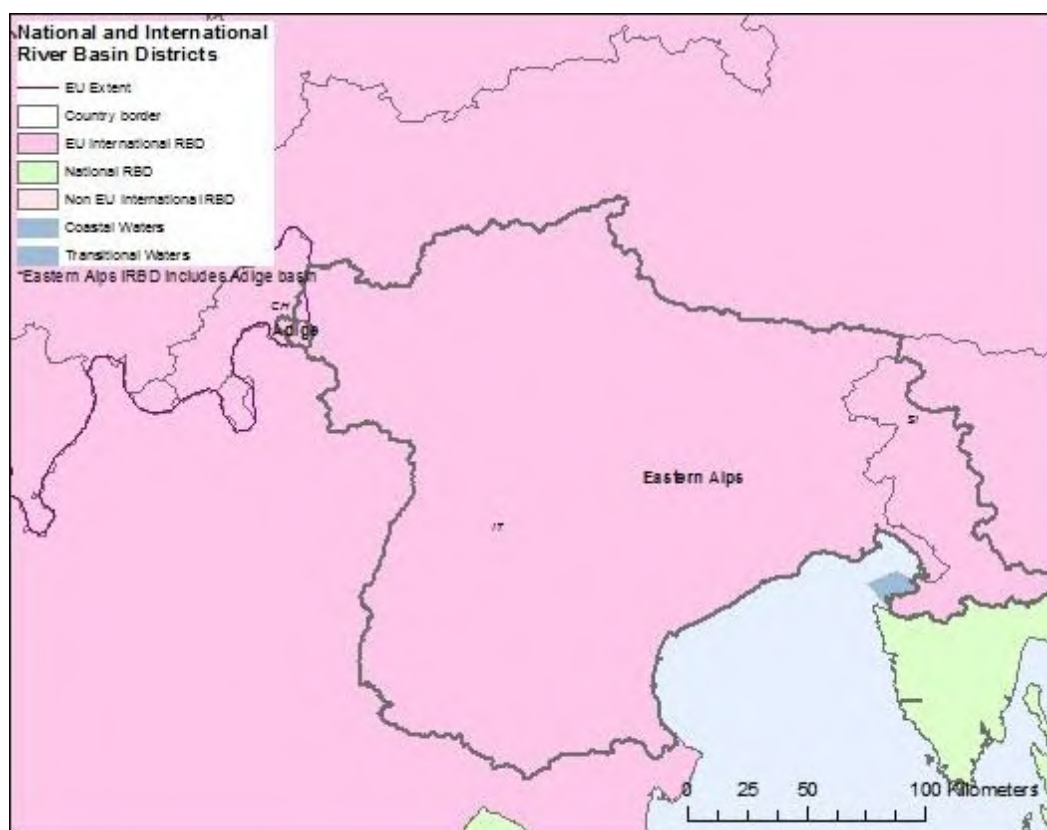 National and International
River Basin Districts
EU Extent
Country border
EU International RBD
National RBD
Non EU International IRBD
Coastal Waters
Transitional Waters
*Eastern Alps IRBD Includes Adige basin
CH
Adige
SI
Eastern Alps
IT
0 25 50 100 Kilometers